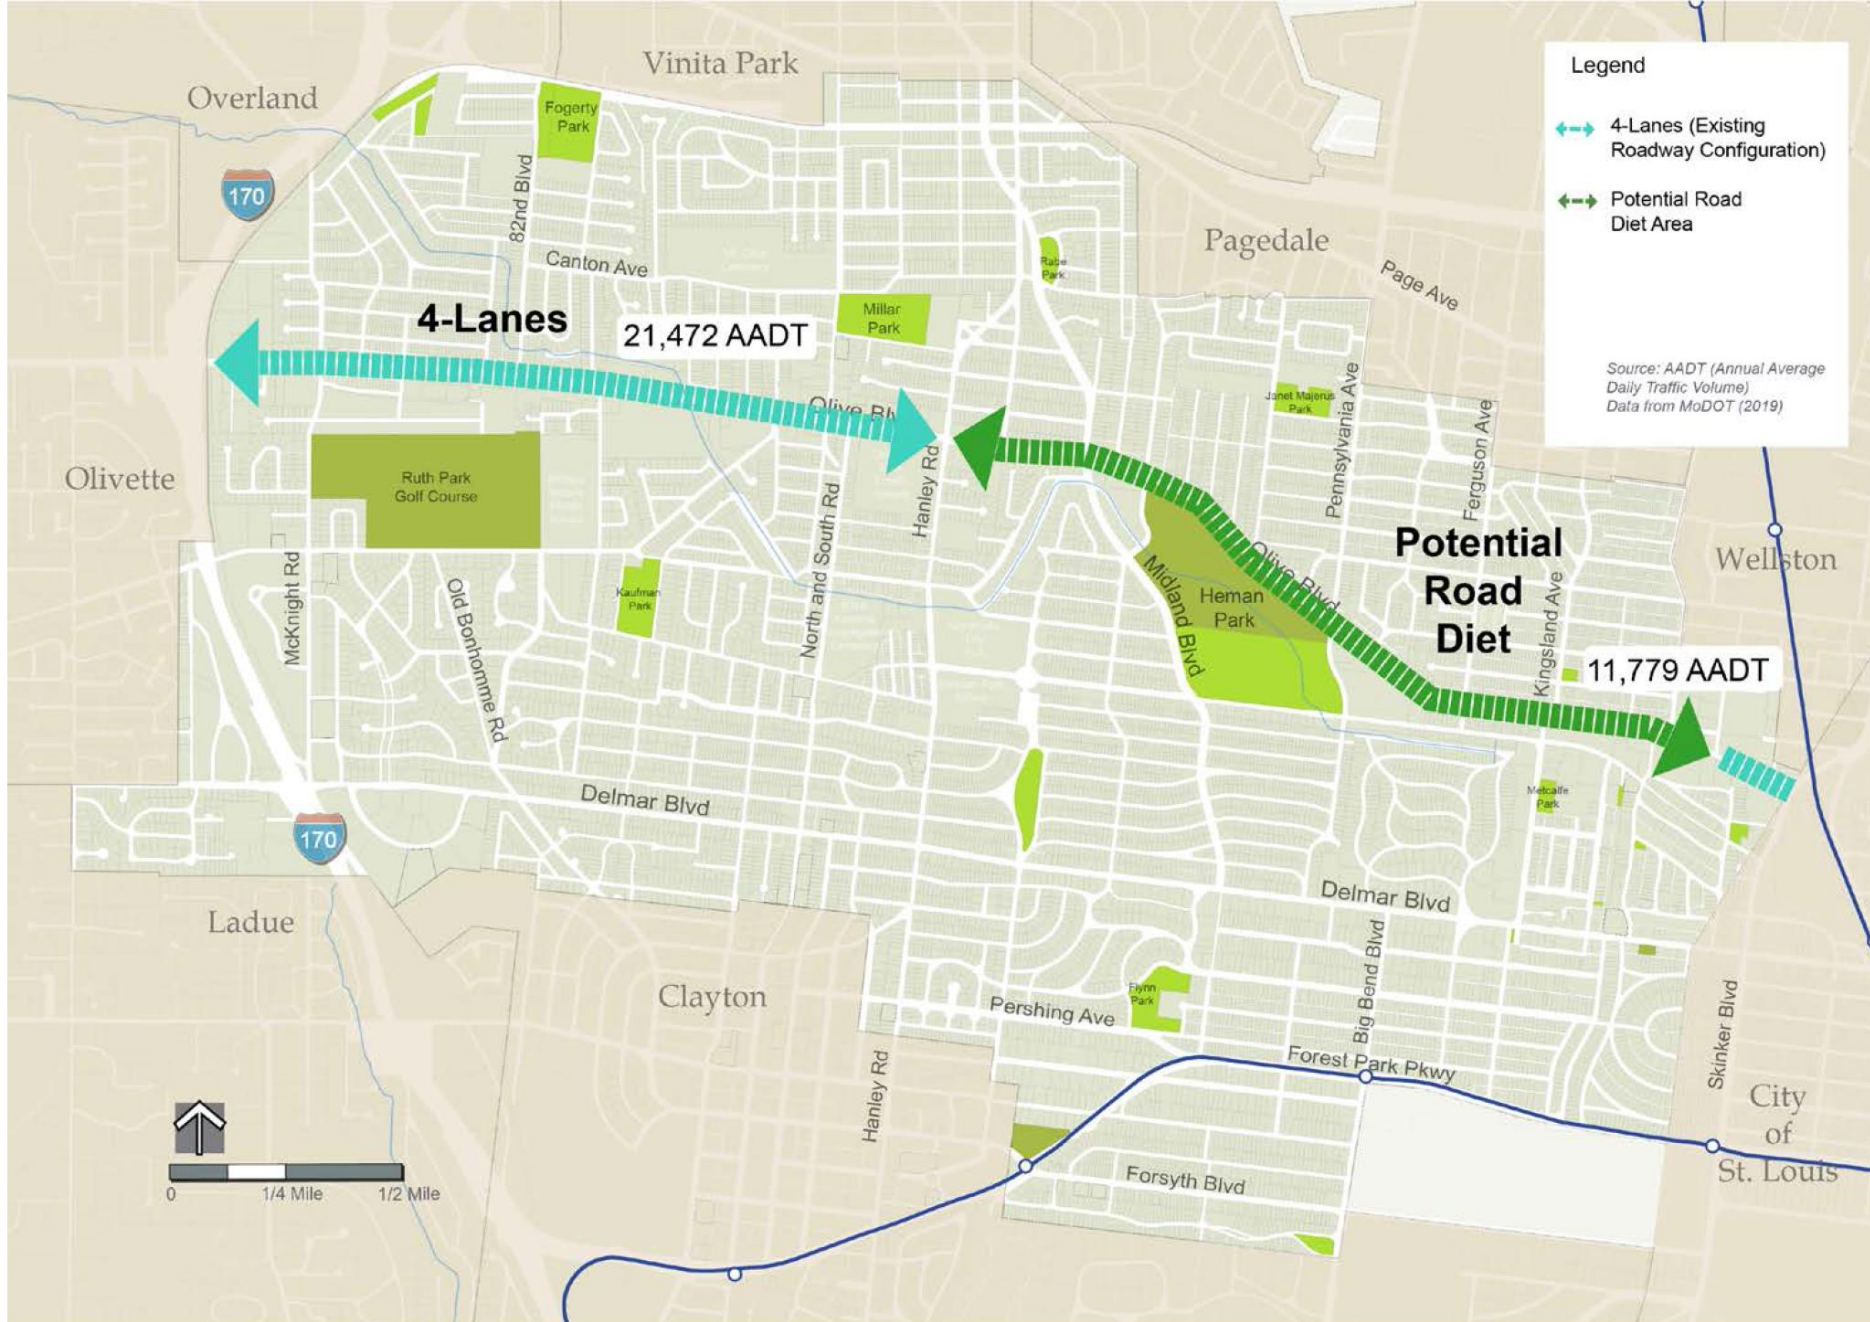 Vinita Park
Overland
Legend
4-Lanes (Existing
Roadway Configuration)
Potential Road
Diet Area
Source: AADT (Annual Average
Daily Traffic Volume)
Data from MoDOT (2019)
Fogerty
Park
170
82nd Blvd
Canton Ave
Pagedale
Page Ave
Rabe
Park
4-Lanes
21,472 AADT
Millar
Park
Olive Blv
Janet Majerus
Park
Pennsylvania Ave
Ferguson Ave
Olivette
Ruth Park
Golf Course
Hanley Rd
North and South Rd
McKnight Rd
Old Bonhomme Rd
Kaufman
Park
Midland Blvd
Heman
Park
Olive Blvd
Potential
Road
Diet
Kingsland Ave
Wellston
11,779 AADT
Delmar Blvd
Metcalfe
Park
170
Ladue
Delmar Blvd
Clayton
Flynn
Park
Pershing Ave
Big Bend Blvd
Forest Park Pkwy
Skinker Blvd
Hanley Rd
City
of
St. Louis
Forsyth Blvd
0 1/4 Mile 1/2 Mile